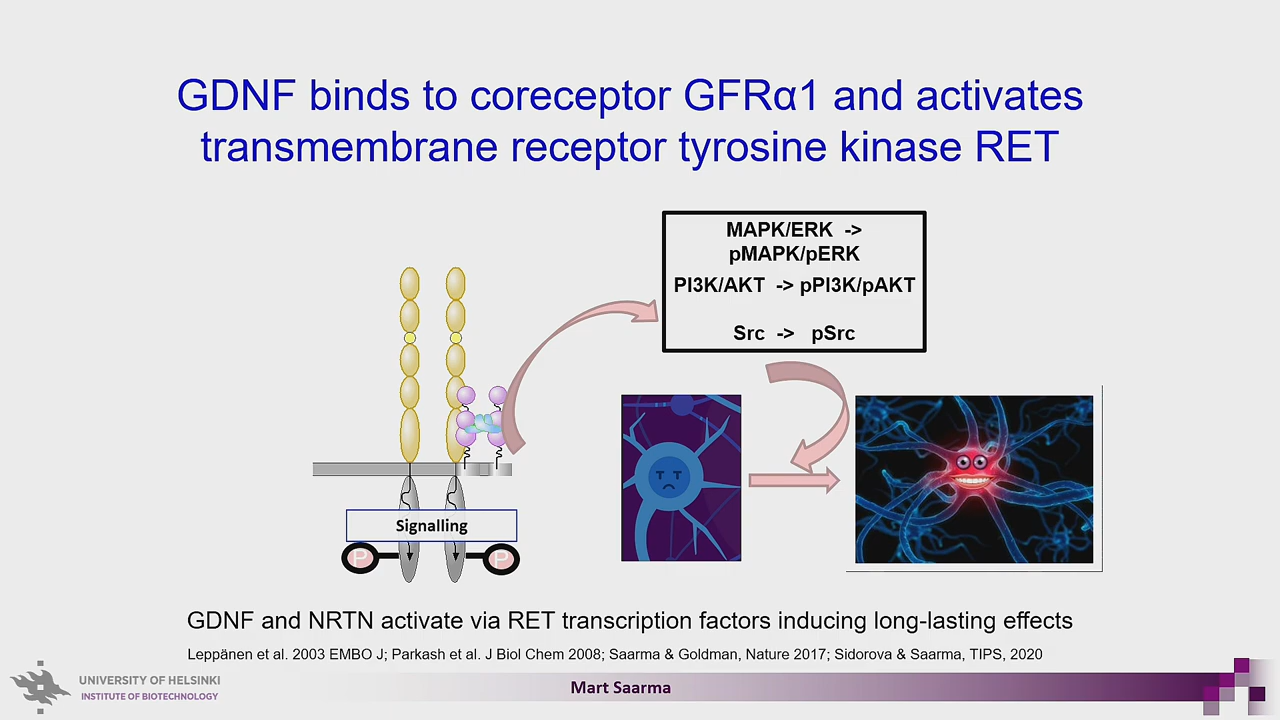 GDNF binds to coreceptor GFRα1 and activates
transmembrane receptor tyrosine kinase RET
MAPK/ERK ->
pMAPK/pERK
PI3K/AKT -> pPI3K/pAKT
Src -> pSrc
Signalling
P
P
GDNF and NRTN activate via RET transcription factors inducing long-lasting effects
Leppänen et al. 2003 EMBO J; Parkash et al. J Biol Chem 2008; Saarma & Goldman, Nature 2017; Sidorova & Saarma, TIPS, 2020
UNIVERSITY OF HELSINKI
INSTITUTE OF BIOTECHNOLOGY
Mart Saarma